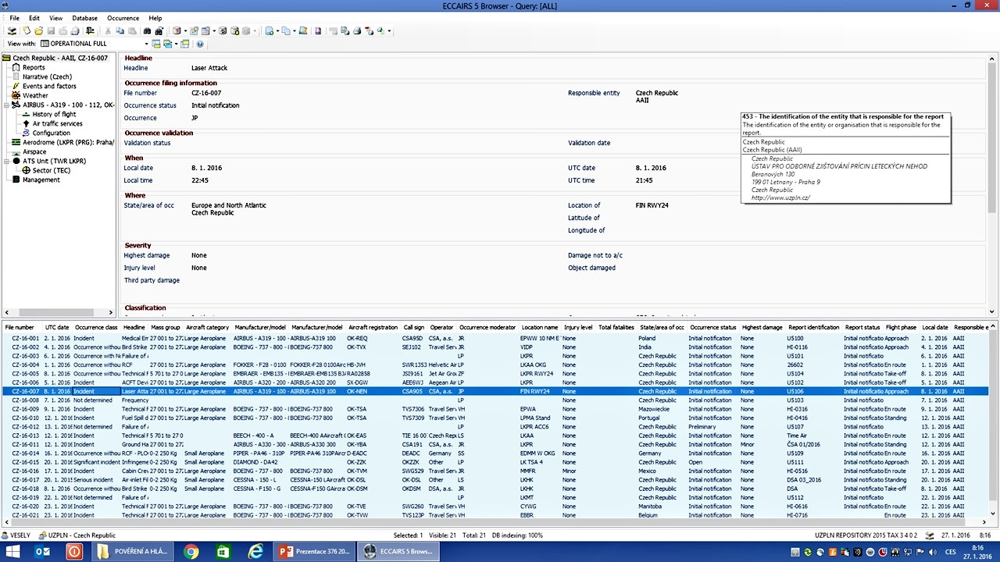 ECCAIRS 5 Browser - Query: [ALL]
File Edit View Database Occurrence Help
View with: OPERATIONAL FULL
Czech Republic - AAII, CZ-16-007
Reports
Narrative (Czech)
Events and factors
Weather
AIRBUS - A319 - 100 - 112, OK-
History of flight
Air traffic services
Configuration
Aerodrome (LKPR (PRG): Praha/
Airspace
ATS Unit (TWR LKPR)
Sector (TEC)
Management
Headline
Headline Laser Attack
Occurrence filing information
File number CZ-16-007 Responsible entity Czech Republic
AAII
Occurrence status Initial notification
Occurrence JP
Occurrence validation
Validation status Validation date
When
Local date 8. 1. 2016 UTC date 8. 1. 2016
Local time 22:45 UTC time 21:45
Where
State/area of occ Europe and North Atlantic Location of FIN RWY24
Czech Republic
Latitude of
Longitude of
Severity
Highest damage None Damage not to a/c
Injury level None Object damaged
Third party damage
Classification
453 - The identification of the entity that is responsible for the report
The identification of the entity or organisation that is responsible for the
report.
Czech Republic
Czech Republic (AAII)
Czech Republic
ÚSTAV PRO ODBORNÉ ZJIŠTOVÁNÍ PRÍCIN LETECKÝCH NEHOD
Beranových 130
199 01 Letnany - Praha 9
Czech Republic
http://www.uzpln.cz/
File number UTC date Occurrence class Headline Mass group Aircraft category Manufacturer/model Manufacturer/model Aircraft registration Call sign Operator Occurrence moderator Location name Injury level Total fatalities State/area of occ Occurrence status Highest damage Report identification Report status Flight phase Local date Responsible e
CZ-16-001 2. 1. 2016 Incident Medical Em 27 001 to 272 Large Aeroplane AIRBUS - A319 - 100 - AIRBUS-A319 100 OK-REQ CSA95D CSA, a.s. JR EPWW 10 NM E None Poland Initial notification None U5100 Initial notificatio Approach 2. 1. 2016 AAII
CZ-16-002 4. 1. 2016 Occurrence withou Bird Strike 27 001 to 272 Large Aeroplane BOEING - 737 - 800 - BOEING-737 800 OK-TVX SEJ102 Travel Serv JR VIDP None India Initial notification None HI-0116 Initial notificatio Approach 4. 1. 2016 AAII
CZ-16-003 6. 1. 2016 Occurrence with N Failure of A LP LKPR None Czech Republic Initial notification None U5101 Initial notificatio 6. 1. 2016 AAII
CZ-16-004 1. 1. 2016 Occurrence withou RCF 27 001 to 272 Large Aeroplane FOKKER - F28 - 0100 FOKKER-F28 0100Airc HB-JVH SWR1353 Helvetic Air LP LKAA OKG None Czech Republic Initial notification None 26602 Initial notificatio En route 1. 1. 2016 AAII
CZ-16-005 8. 1. 2016 Occurrence withou Technical F 5 701 to 27 0 Large Aeroplane EMBRAER - EMB135 - EMBRAER-EMB135 RA02858 JSI9161 Jet Air Gro ZF LKPR RWY24 None Czech Republic Initial notification None U5104 Initial notificatio Take-off 8. 1. 2016 AAII
CZ-16-006 5. 1. 2016 Incident ACFT Devi 27 001 to 272 Large Aeroplane AIRBUS - A320 - 200 - AIRBUS-A320 200 SX-DGW AEE6WJ Aegean Air LP LKPR None Czech Republic Initial notification None U5102 Initial notificatio Take-off 5. 1. 2016 AAII
CZ-16-007 8. 1. 2016 Incident Laser Atta 27 001 to 272 Large Aeroplane AIRBUS - A319 - 100 - AIRBUS-A319 100 OK-NEN CSA905 CSA, a.s. JP FIN RWY24 None Czech Republic Initial notification None U5106 Initial notificatio Approach 8. 1. 2016 AAII
CZ-16-008 7. 1. 2016 Not determined Frequency LP None Czech Republic Initial notification None U5103 Initial notificatio 7. 1. 2016 AAII
CZ-16-009 12. 1. 2016 Incident Technical F 27 001 to 272 Large Aeroplane BOEING - 737 - 800 - BOEING-737 800 OK-TSA TVS7306 Travel Serv VH EPWA None Mazowieckie Initial notification None HI-0316 Initial notificatio En route 9. 1. 2016 AAII
CZ-16-010 12. 1. 2016 Incident Fuel Spill d 27 001 to 272 Large Aeroplane BOEING - 737 - 800 - BOEING-737 800 OK-TSA TVS7309 Travel Serv VH LPMA Stand None Portugal Initial notification None HI-0416 Initial notificatio Standing 12. 1. 2016 AAII
CZ-16-012 13. 1. 2016 Not determined Failure of A LP LKPR ACC6 None Czech Republic Preliminary None U5107 Initial notificatio 13. 1. 2016 AAII
CZ-16-013 12. 1. 2016 Incident Technical F 5 701 to 27 0 BEECH - 400 - A BEECH-400 AAircraft OK-EAS TIE 16 00 Czech Repu LS LKPR None Czech Republic Initial notification None Time Air Initial notificatio En route 12. 1. 2016 AAII
CZ-16-011 12. 1. 2016 Incident Ground Ha 27 001 to 272 Large Aeroplane AIRBUS - A330 - 300 - AIRBUS-A330 300 OK-YBA CSA191 CSA, a.s. JR LKPR None Czech Republic Initial notification Minor ČSA 01/2016 Initial notificatio Standing 12. 1. 2016 AAII
CZ-16-014 16. 1. 2016 Occurrence withou RCF - PLO 0-2 250 Kg Small Aeroplane PIPER - PA46 - 310P PIPER-PA46 310PAirc D-EADC DEADC Germany SS EDMM W OKG None Germany Initial notification None U5109 Initial notificatio En route 16. 1. 2016 AAII
CZ-16-015 20. 1. 2016 Significant incident Infringeme 0-2 250 Kg Small Aeroplane DIAMOND - DA42 OK-ZZK OKZZK Other LP LK TSA 4 None Czech Republic Open None U5111 Initial notificatio Approach 20. 1. 2016 AAII
CZ-16-016 17. 1. 2016 Incident Cabin Crew 27 001 to 272 Large Aeroplane BOEING - 737 - 800 - BOEING-737 800 OK-TVM SWG529 Travel Serv JR MMFR Minor Mexico Initial notification None HI-0516 Initial notificatio En route 17. 1. 2016 AAII
CZ-16-017 20. 1. 2016 Serious incident Air-inlet Fil 0-2 250 Kg Small Aeroplane CESSNA - 150 - L CESSNA-150 LAircraft OK-DSL OK-DSL Other LS LKHK None Czech Republic Initial notification None DSA 03_2016 Initial notificatio Standing 20. 1. 2016 AAII
CZ-16-018 8. 1. 2016 Occurrence withou Bird Strike 0-2 250 Kg Small Aeroplane CESSNA - F150 - G CESSNA-F150 GAircra OK-DSM OKDSM DSA, a.s. LP LKHK None Czech Republic Initial notification None DSA Initial notificatio Take-off 8. 1. 2016 AAII
CZ-16-019 22. 1. 2016 Not determined Failure of A LP LKMT None Czech Republic Initial notification None U5112 Initial notificatio 22. 1. 2016 AAII
CZ-16-020 23. 1. 2016 Incident Technical F 27 001 to 272 Large Aeroplane BOEING - 737 - 800 - BOEING-737 800 OK-TVE SWG260 Travel Serv VH CYWG None Manitoba Initial notification None HI-0616 Initial notificatio En route 22. 1. 2016 AAII
CZ-16-021 23. 1. 2016 Incident Technical F 27 001 to 272 Large Aeroplane BOEING - 737 - 800 - BOEING-737 800 OK-TVW TVS123P Travel Serv VH EBBR None Belgium Initial notification None HI-0716 En route 23. 1. 2016 AAII
VESELY UZPLN - Czech Republic Selected: 1 Visible: 21 Total: 21 DB indexing: 100% UZPLN REPOSITORY 2015 TAX 3 4 0 2 27. 1. 2016 8:16
POVĚŘENÍ A HLÁ... Prezentace 376 20... ECCAIRS 5 Brows... CES 8:16
27. 1. 2016